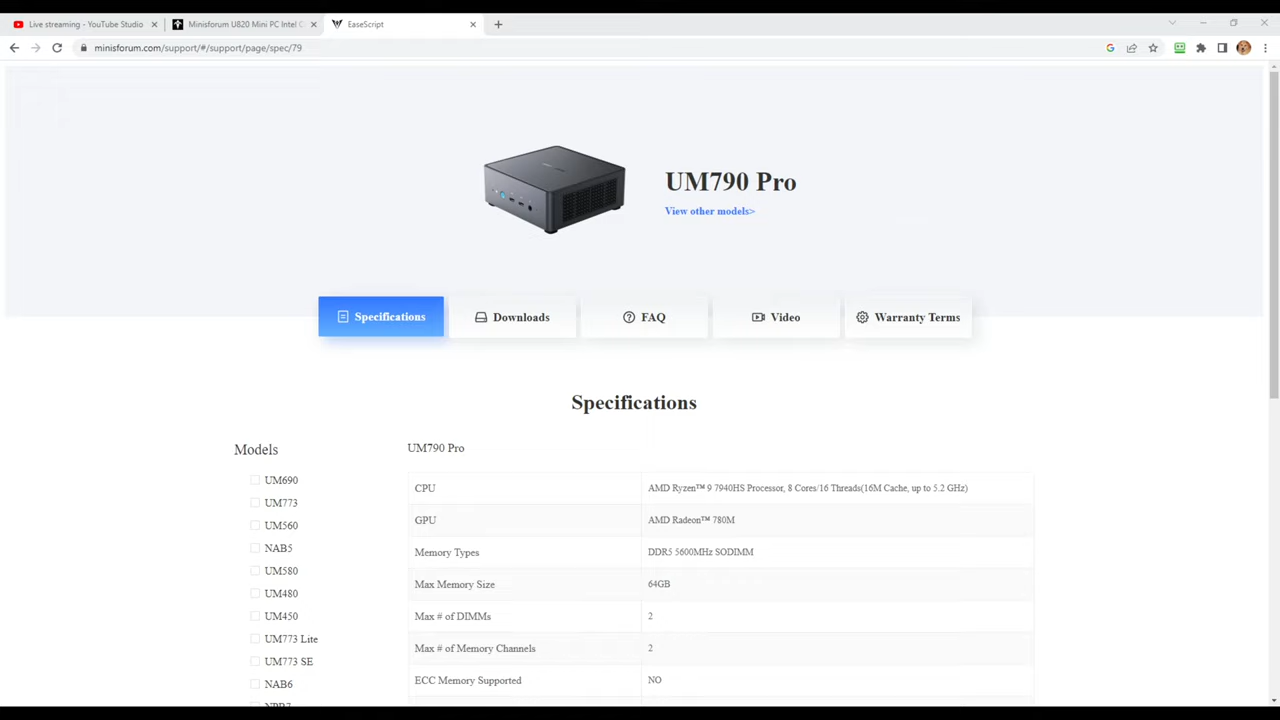 Live streaming - YouTube Studio
Minisforum U820 Mini PC Intel C
EaseScript
minisforum.com/support/#/support/page/spec/79
UM790 Pro
View other models>
Specifications
Downloads
FAQ
Video
Warranty Terms
Specifications
Models
UM690
UM773
UM560
NAB5
UM580
UM480
UM450
UM773 Lite
UM773 SE
NAB6
UM790 Pro
CPU AMD Ryzen™ 9 7940HS Processor, 8 Cores/16 Threads(16M Cache, up to 5.2 GHz)
GPU AMD Radeon™ 780M
Memory Types DDR5 5600MHz SODIMM
Max Memory Size 64GB
Max # of DIMMs 2
Max # of Memory Channels 2
ECC Memory Supported NO